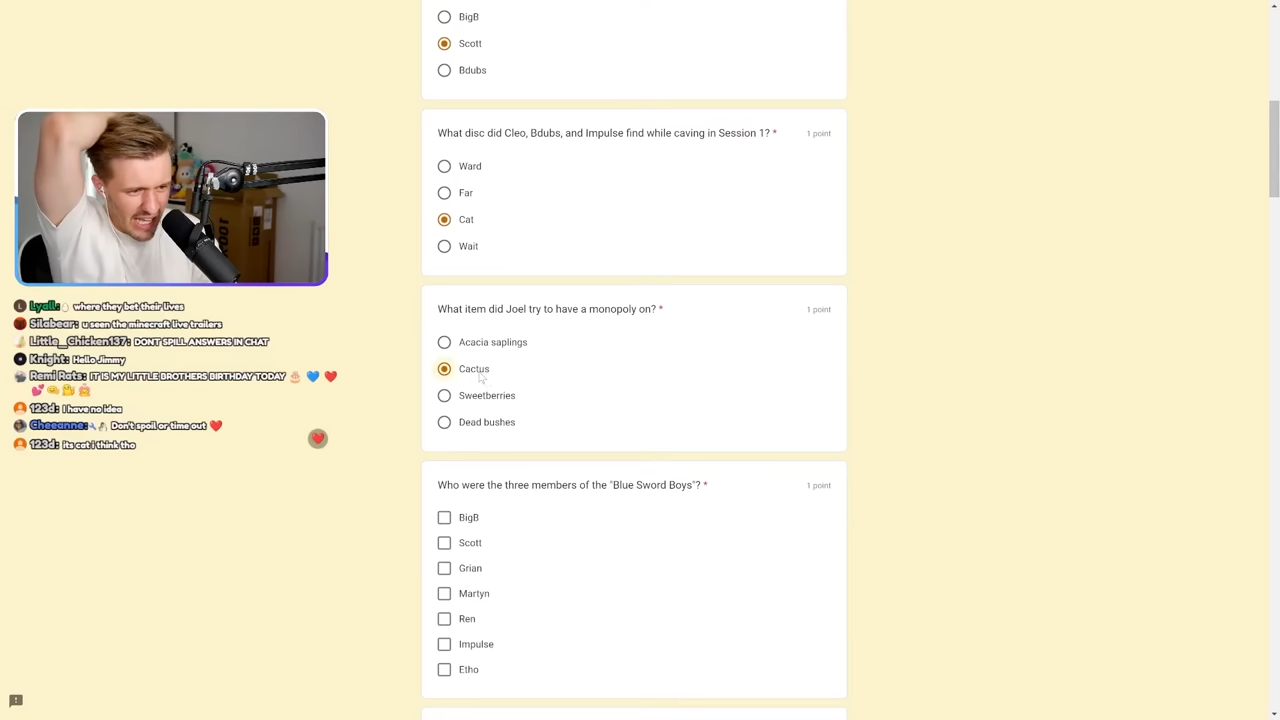 BigB
Scott
Bdubs
What disc did Cleo, Bdubs, and Impulse find while caving in Session 1? *
1 point
Ward
Far
Cat
Wait
What item did Joel try to have a monopoly on? *
1 point
Acacia saplings
Cactus
Sweetberries
Dead bushes
Who were the three members of the "Blue Sword Boys"? *
1 point
BigB
Scott
Grian
Martyn
Ren
Impulse
Etho
Lyall: where they bet their lives
Silabear: u seen the minecraft live trailers
Little_Chicken137: DONT SPILL ANSWERS IN CHAT
Knight: Hello Jimmy
Remi Rats: IT IS MY LITTLE BROTHERS BIRTHDAY TODAY 🎂 💙 ❤️
123d: I have no idea
Cheeanne: Don't spoil or time out ❤️
123d: its cat i think tho